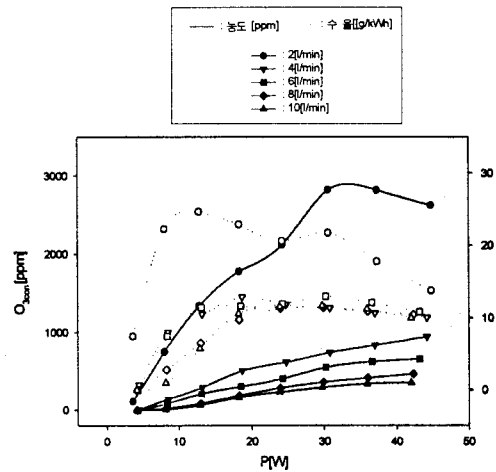 : 농도 [ppm] : 수 율[[g/kWh]
: 2[l/min]
: 4[l/min]
: 6[l/min]
: 8[l/min]
: 10[l/min]
O3con[ppm]
3000
2000
1000
0
30
20
10
0
0 10 20 30 40 50
P[W]